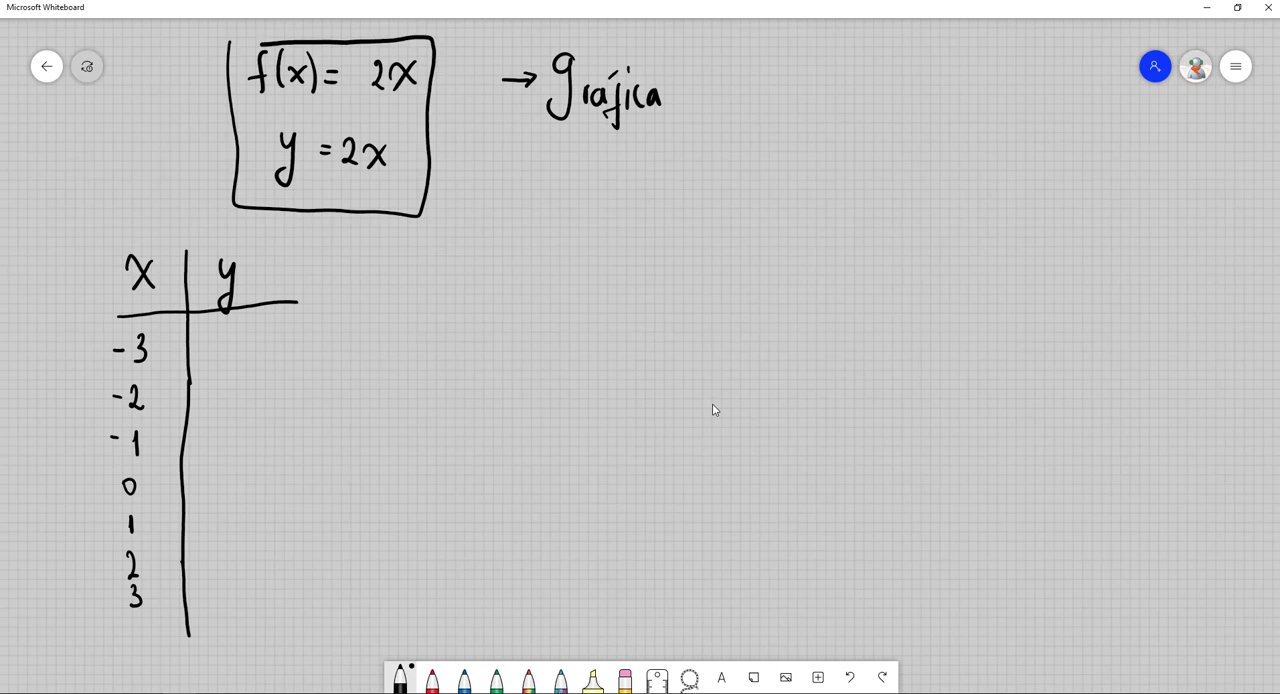 Microsoft Whiteboard
f(x) = 2x → gráfica
y = 2x
x y
-3
-2
-1
0
1
2
3
A